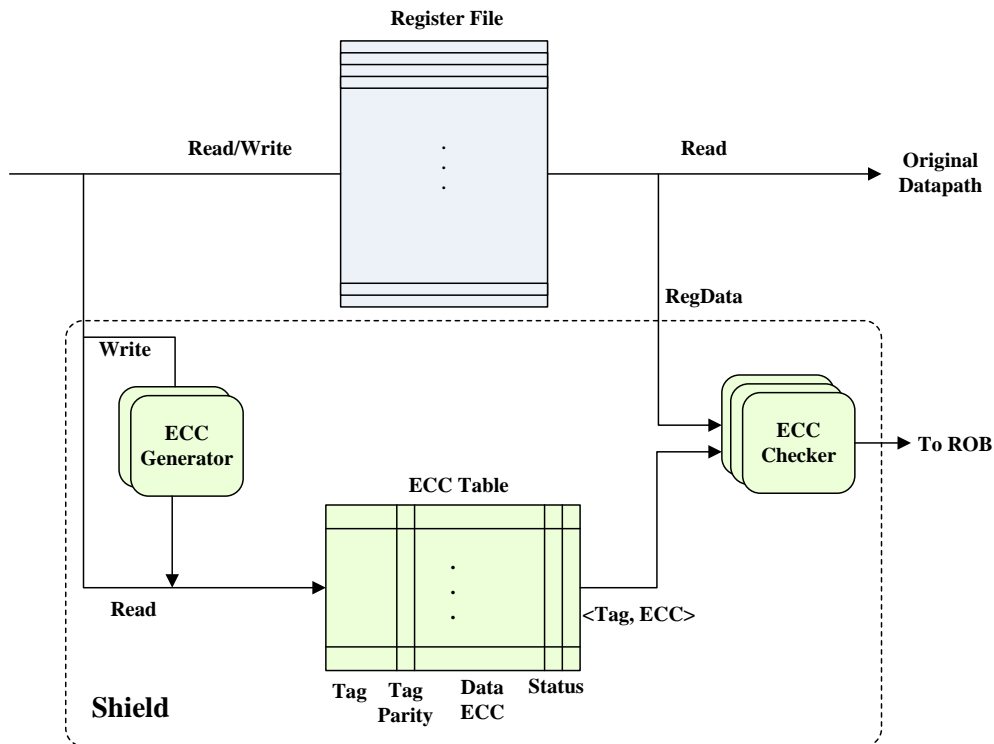 Register File
Read/Write
Read
Original
Datapath
RegData
Write
ECC
Generator
ECC
Checker
To ROB
ECC Table
Read
<Tag, ECC>
Tag
Tag
Parity
Data
ECC
Status
Shield